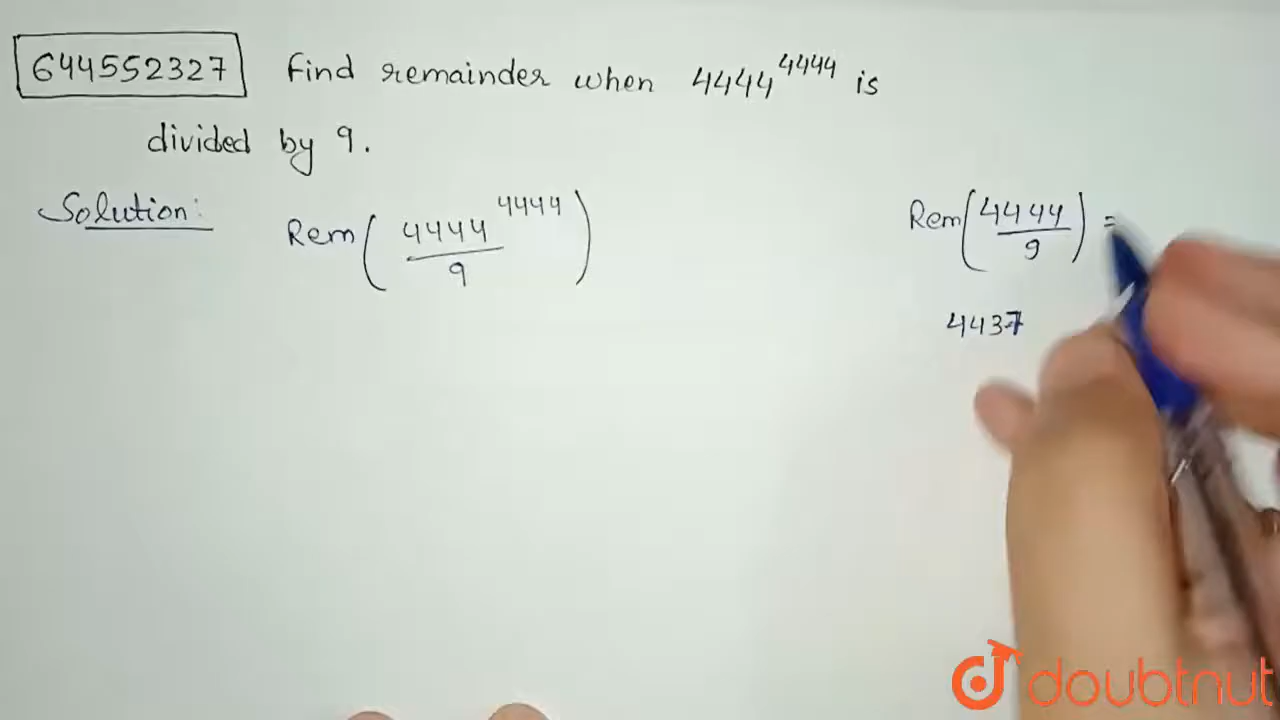 644552327 Find remainder when 4444^4444 is
divided by 9.
Solution:
Rem(4444^4444/9)
Rem(4444/9) =
4437
doubtnut